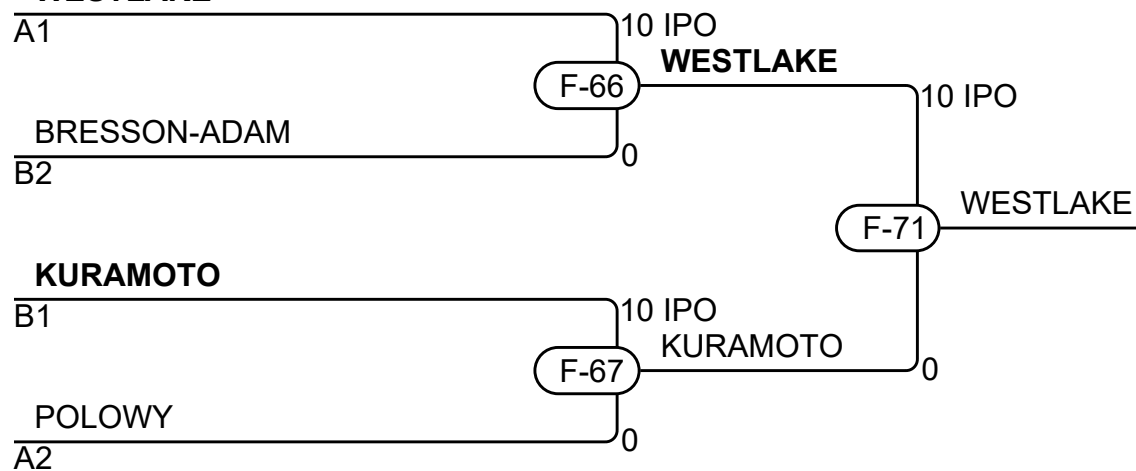 A1
10 IPO
WESTLAKE
F-66
10 IPO
BRESSON-ADAM
0
B2
WESTLAKE
F-71
KURAMOTO
B1
10 IPO
KURAMOTO
F-67
0
POLOWY
0
A2